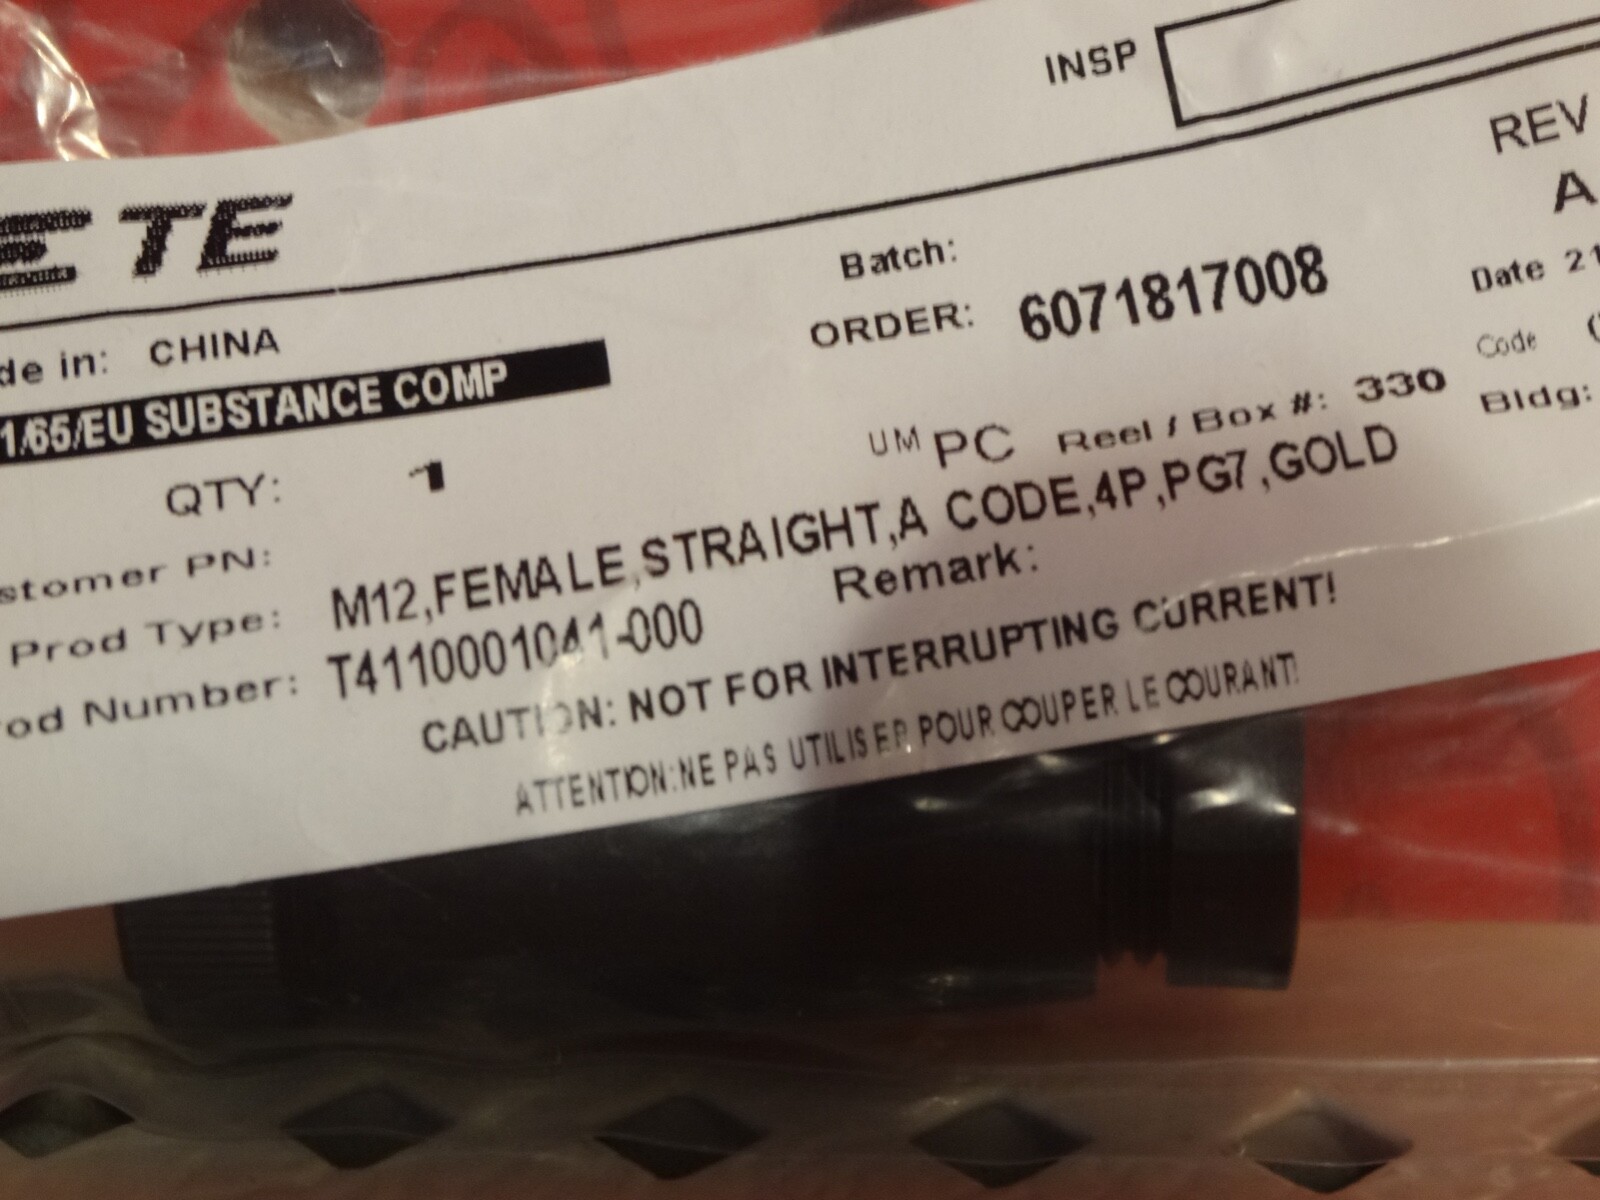 INSP
REV
A
TE
Batch:
Date 21
de in: CHINA
ORDER: 6071817008
Code
1/65/EU SUBSTANCE COMP
Bldg:
QTY: 1
UM PC Reel / Box #: 330
stomer PN:
Prod Type: M12,FEMALE,STRAIGHT,A CODE,4P,PG7,GOLD
od Number: T4110001041-000
Remark:
CAUTION: NOT FOR INTERRUPTING CURRENT!
ATTENTION:NE PAS UTILISER POUR COUPER LE COURANT!